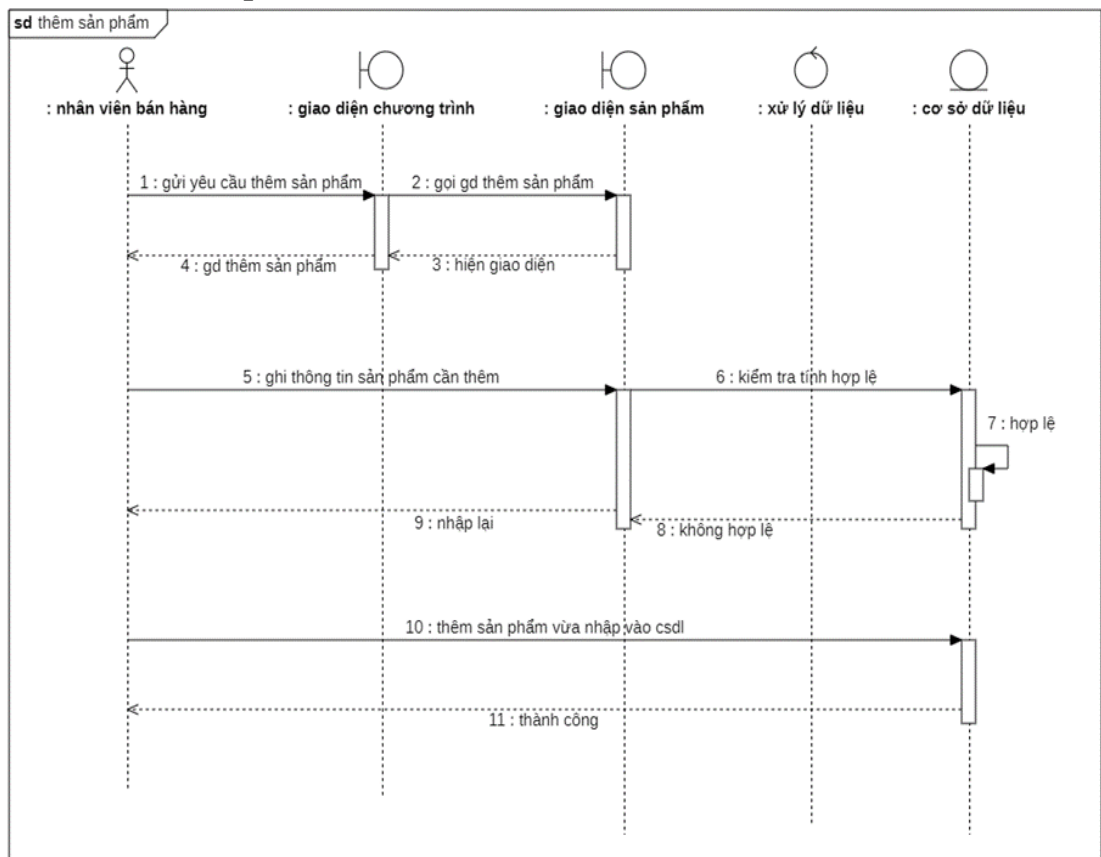 sd thêm sản phẩm
: nhân viên bán hàng
: giao diện chương trình
: giao diện sản phẩm
: xử lý dữ liệu
: cơ sở dữ liệu
1 : gửi yêu cầu thêm sản phẩm
2 : gọi gd thêm sản phẩm
4 : gd thêm sản phẩm
3 : hiện giao diện
5 : ghi thông tin sản phẩm cần thêm
6 : kiểm tra tính hợp lệ
7 : hợp lệ
9 : nhập lại
8 : không hợp lệ
10 : thêm sản phẩm vừa nhập vào csdl
11 : thành công